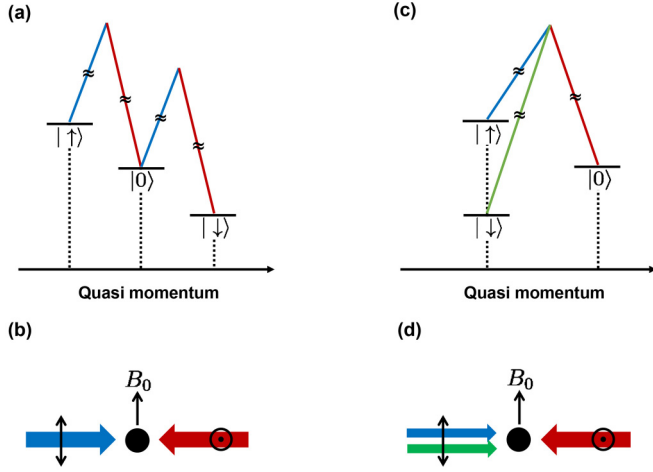 (a)
|↑⟩
|0⟩
|↓⟩
Quasi momentum
(b)
B₀
(c)
|↑⟩
|0⟩
|↓⟩
Quasi momentum
(d)
B₀